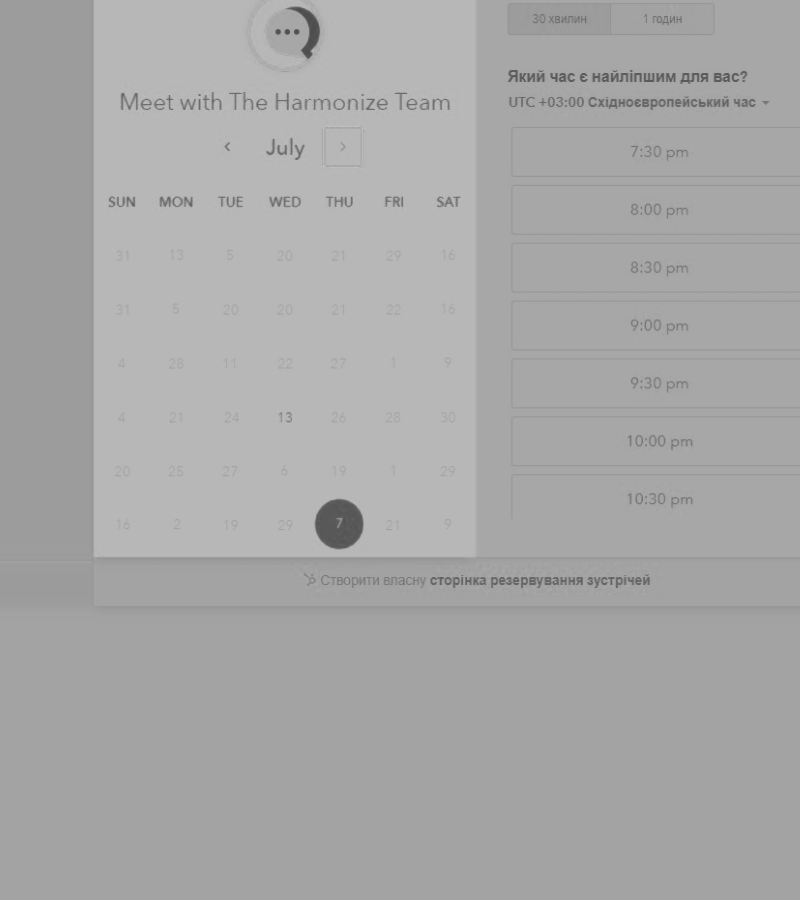 30 хвилин 1 годин
Який час є найліпшим для вас?
UTC +03:00 Східноєвропейський час
Meet with The Harmonize Team
July
SUN MON TUE WED THU FRI SAT
31 13 5 20 21 29 16
31 5 20 20 21 22 16
4 28 11 22 27 1 9
4 21 24 13 26 28 30
20 25 27 6 19 1 29
16 2 19 29 7 21 9
7:30 pm
8:00 pm
8:30 pm
9:00 pm
9:30 pm
10:00 pm
10:30 pm
Створити власну сторінка резервування зустрічей